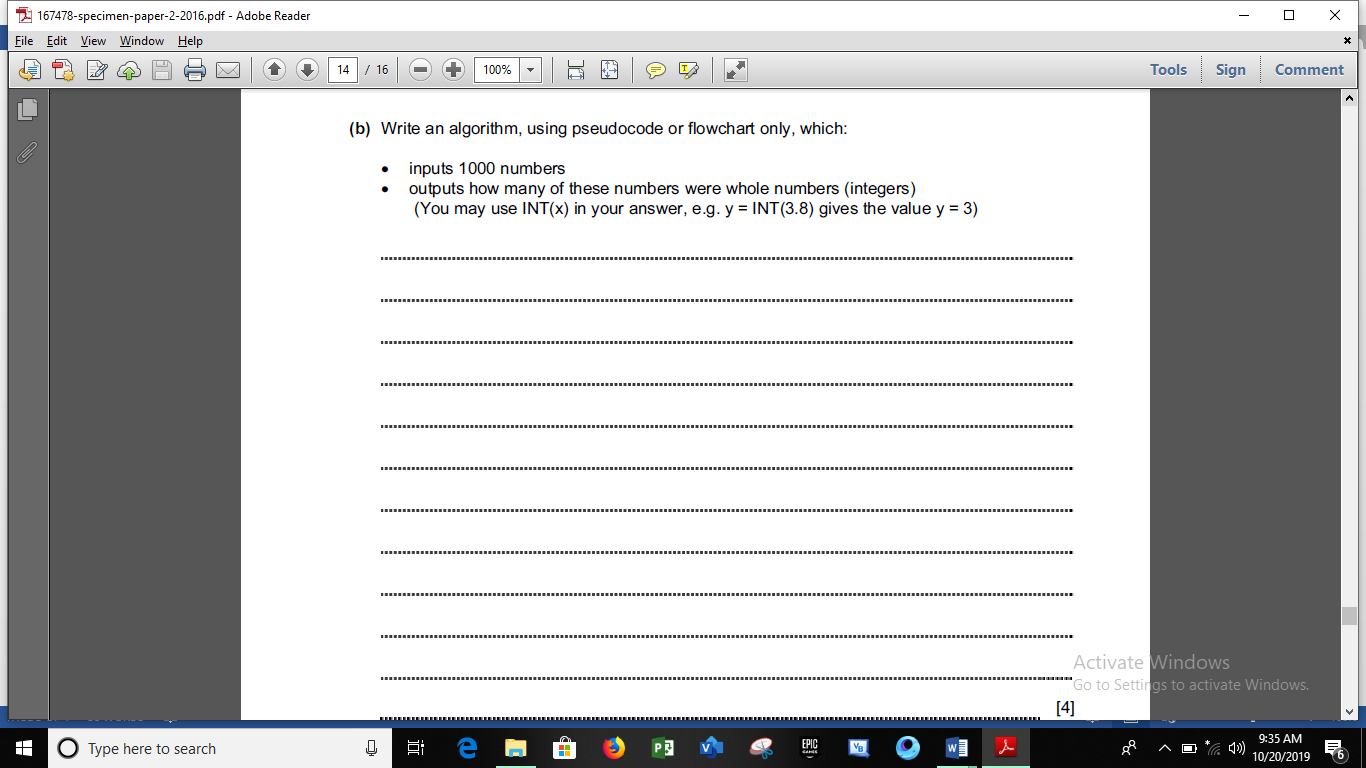 167478-specimen-paper-2-2016.pdf - Adobe Reader
File Edit View Window Help
14 / 16 100% Tools Sign Comment
(b) Write an algorithm, using pseudocode or flowchart only, which:
• inputs 1000 numbers
• outputs how many of these numbers were whole numbers (integers)
(You may use INT(x) in your answer, e.g. y = INT(3.8) gives the value y = 3)
[4]
Activate Windows
Go to Settings to activate Windows.
Type here to search
EPIC GAMES
9:35 AM
10/20/2019
6